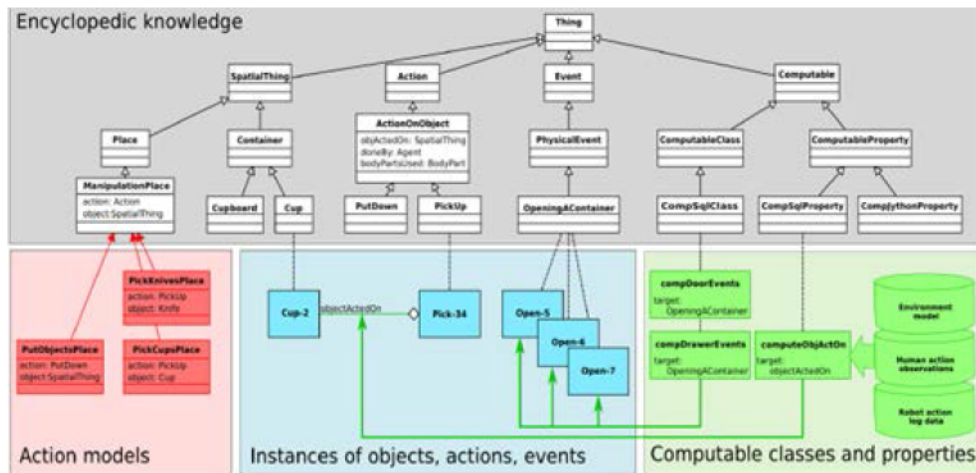 Encyclopedic knowledge
Thing
SpatialThing
Action
Event
Computable
Place
Container
ActionOnObject
objActedOn: SpatialThing
doneBy: Agent
bodyPartsUsed: BodyPart
PhysicalEvent
ComputableClass
ComputableProperty
ManipulationPlace
action: Action
object:SpatialThing
Cupboard
Cup
PutDown
PickUp
OpeningAContainer
CompSqlClass
CompSqlProperty
CompJythonProperty
PickKnivesPlace
action: PickUp
object: Knife
PutObjectsPlace
action: PutDown
object:SpatialThing
PickCupsPlace
action: PickUp
object: Cup
Action models
Cup-2
objectActedOn
Pick-34
Open-5
Open-6
Open-7
Instances of objects, actions, events
compDoorEvents
target:
OpeningAContainer
compDrawerEvents
target:
OpeningAContainer
computeObjActOn
target:
objectActedOn
Environment
model
Human action
observations
Robot action
log data
Computable classes and properties